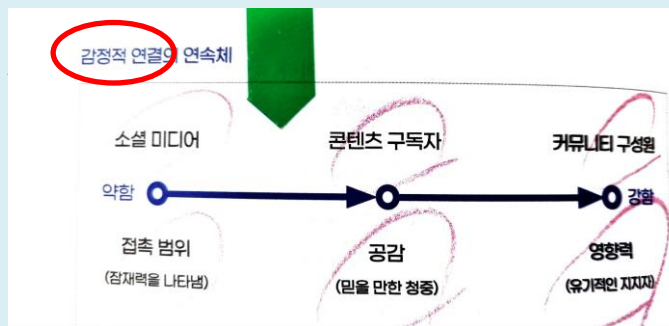 감정적 연결의 연속체
소셜 미디어 콘텐츠 구독자 커뮤니티 구성원
약함 강함
접촉 범위 공감 영향력
(잠재력을 나타냄) (믿을 만한 청중) (유기적인 지지자)